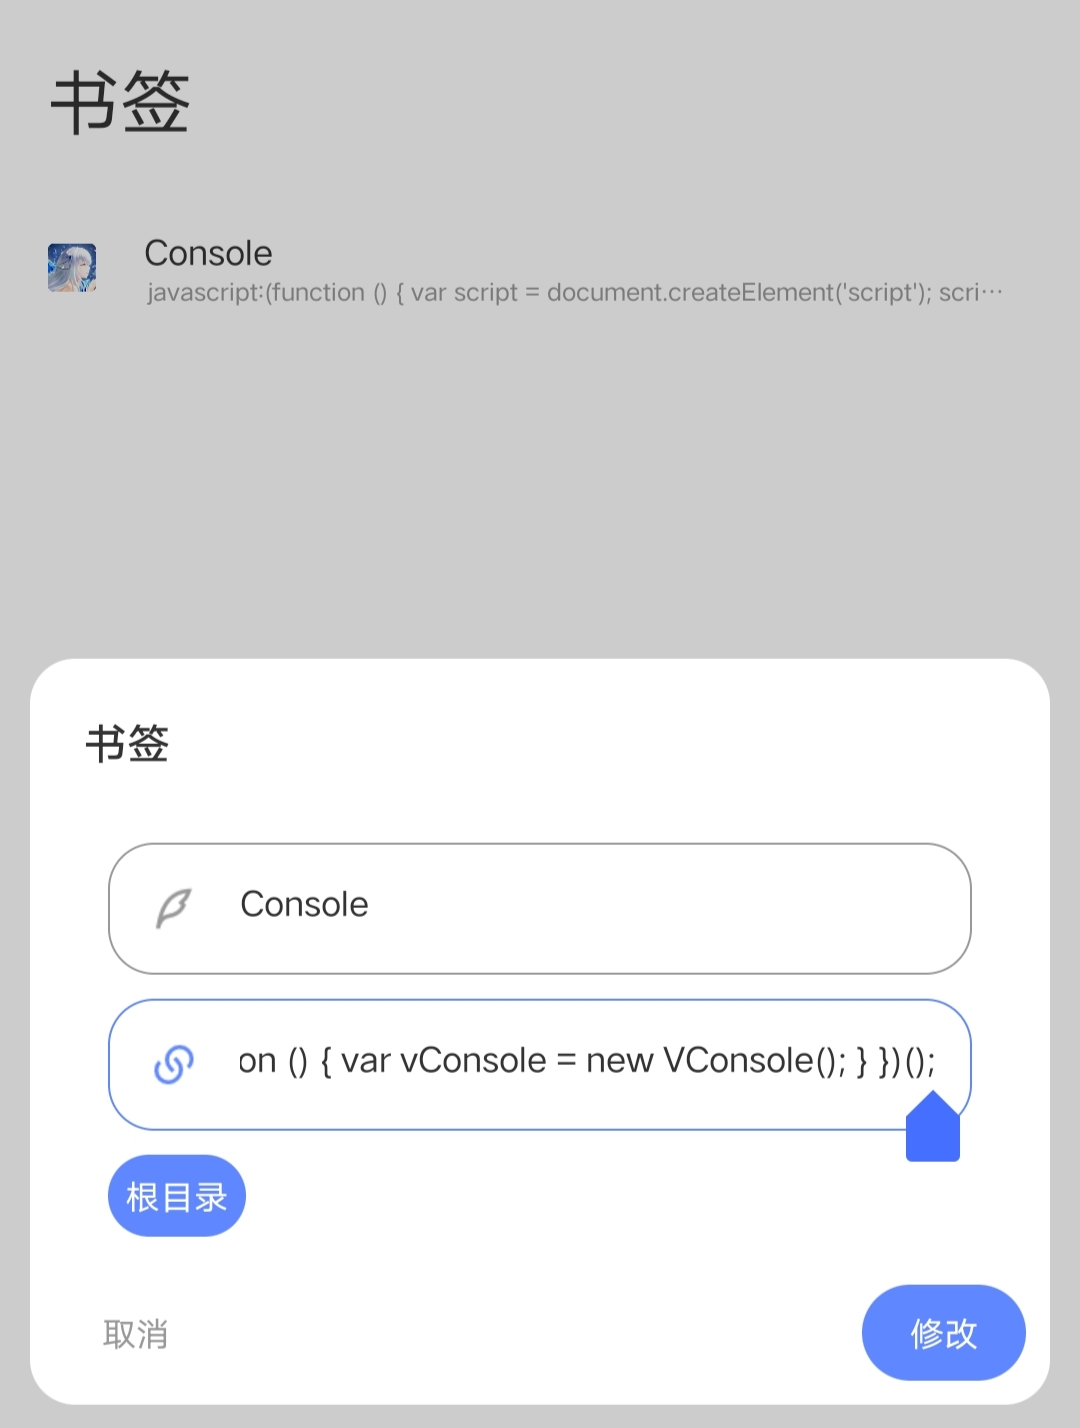 书签
Console
javascript:(function () { var script = document.createElement('script'); scri···
书签
Console
on () { var vConsole = new VConsole(); } })();
根目录
取消
修改